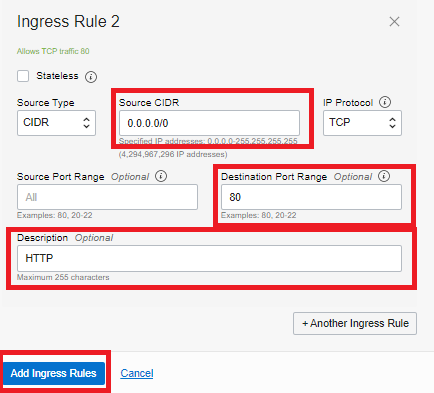 Ingress Rule 2
Allows TCP traffic 80
Stateless
Source Type Source CIDR IP Protocol
CIDR 0.0.0.0/0 TCP
Specified IP addresses: 0.0.0.0-255.255.255.255
(4,294,967,296 IP addresses)
Source Port Range Optional Destination Port Range Optional
All 80
Examples: 80, 20-22 Examples: 80, 20-22
Description Optional
HTTP
Maximum 255 characters
+ Another Ingress Rule
Add Ingress Rules Cancel